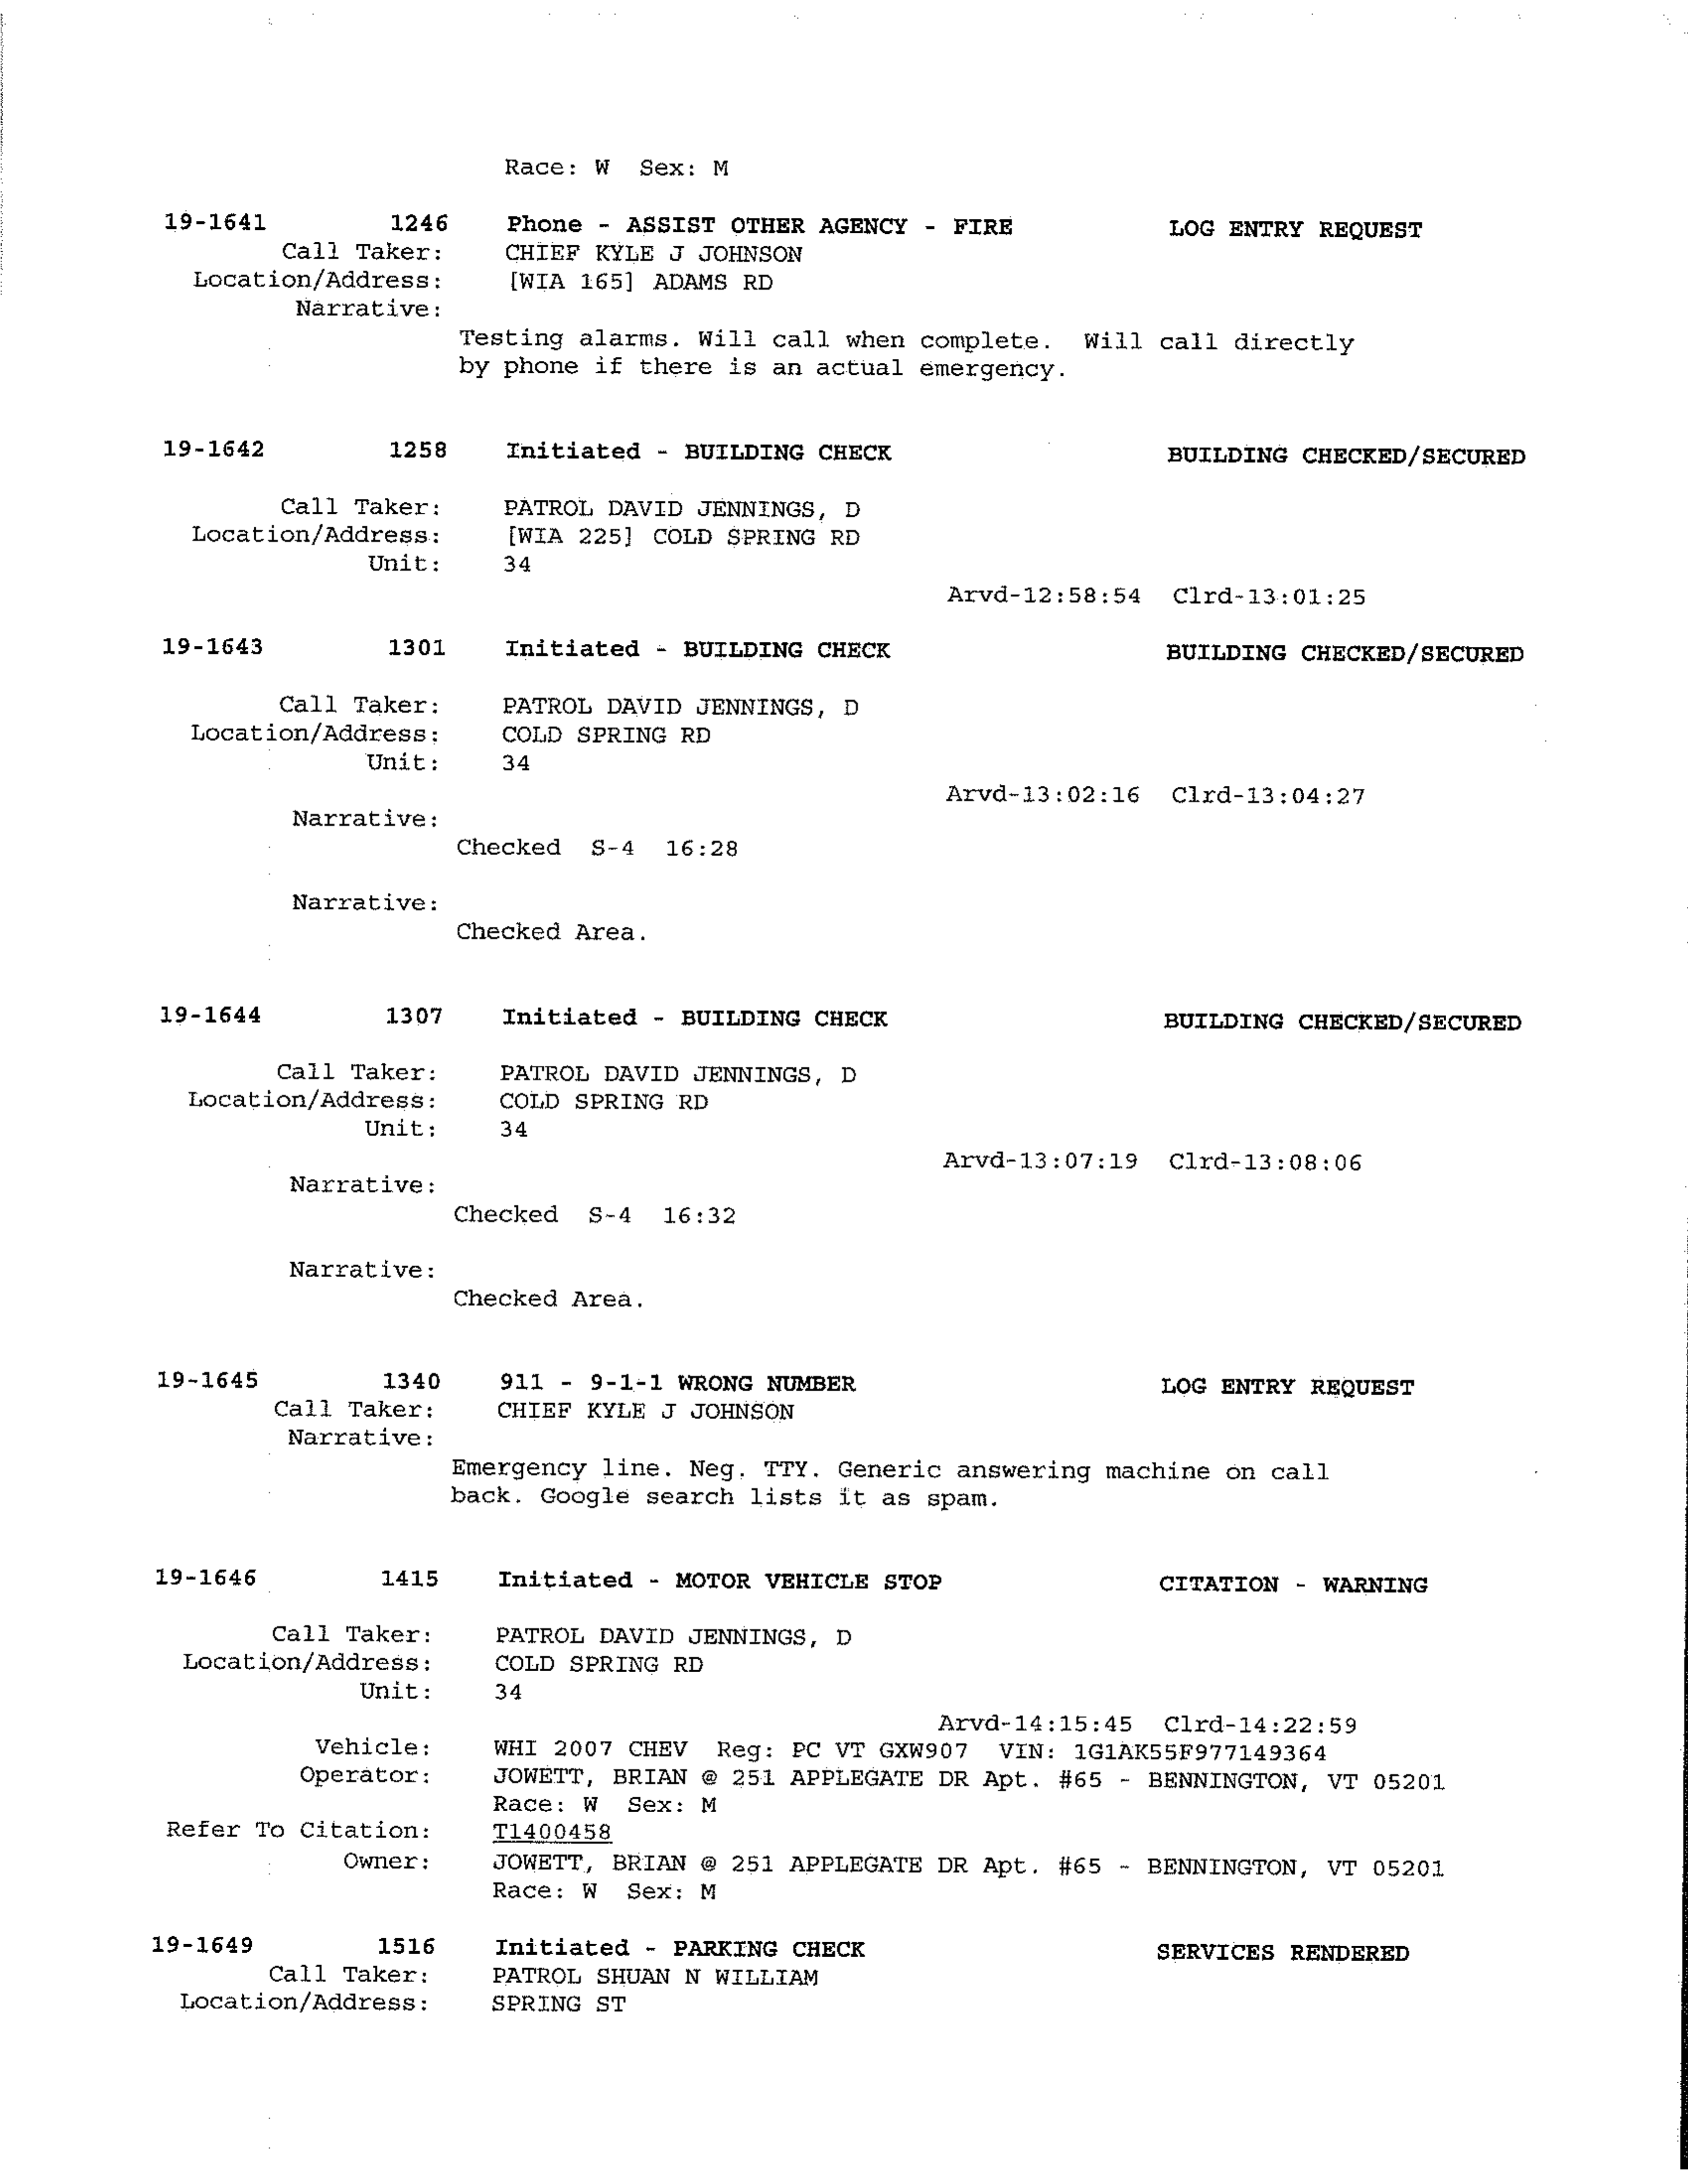 Race: W Sex: M
19-1641 1246 Phone - ASSIST OTHER AGENCY - FIRE LOG ENTRY REQUEST
Call Taker: CHIEF KYLE J JOHNSON
Location/Address: [WIA 165] ADAMS RD
Narrative:
Testing alarms. Will call when complete. Will call directly
by phone if there is an actual emergency.
19-1642 1258 Initiated - BUILDING CHECK BUILDING CHECKED/SECURED
Call Taker: PATROL DAVID JENNINGS, D
Location/Address: [WIA 225] COLD SPRING RD
Unit: 34
Arvd-12:58:54 Clrd-13:01:25
19-1643 1301 Initiated - BUILDING CHECK BUILDING CHECKED/SECURED
Call Taker: PATROL DAVID JENNINGS, D
Location/Address: COLD SPRING RD
Unit: 34
Arvd-13:02:16 Clrd-13:04:27
Narrative:
Checked S-4 16:28
Narrative:
Checked Area.
19-1644 1307 Initiated - BUILDING CHECK BUILDING CHECKED/SECURED
Call Taker: PATROL DAVID JENNINGS, D
Location/Address: COLD SPRING RD
Unit: 34
Arvd-13:07:19 Clrd-13:08:06
Narrative:
Checked S-4 16:32
Narrative:
Checked Area.
19-1645 1340 911 - 9-1-1 WRONG NUMBER LOG ENTRY REQUEST
Call Taker: CHIEF KYLE J JOHNSON
Narrative:
Emergency line. Neg. TTY. Generic answering machine on call
back. Google search lists it as spam.
19-1646 1415 Initiated - MOTOR VEHICLE STOP CITATION - WARNING
Call Taker: PATROL DAVID JENNINGS, D
Location/Address: COLD SPRING RD
Unit: 34
Arvd-14:15:45 Clrd-14:22:59
Vehicle: WHI 2007 CHEV Reg: PC VT GXW907 VIN: 1G1AK55F977149364
Operator: JOWETT, BRIAN @ 251 APPLEGATE DR Apt. #65 - BENNINGTON, VT 05201
Race: W Sex: M
Refer To Citation: T1400458
Owner: JOWETT, BRIAN @ 251 APPLEGATE DR Apt. #65 - BENNINGTON, VT 05201
Race: W Sex: M
19-1649 1516 Initiated - PARKING CHECK SERVICES RENDERED
Call Taker: PATROL SHUAN N WILLIAM
Location/Address: SPRING ST